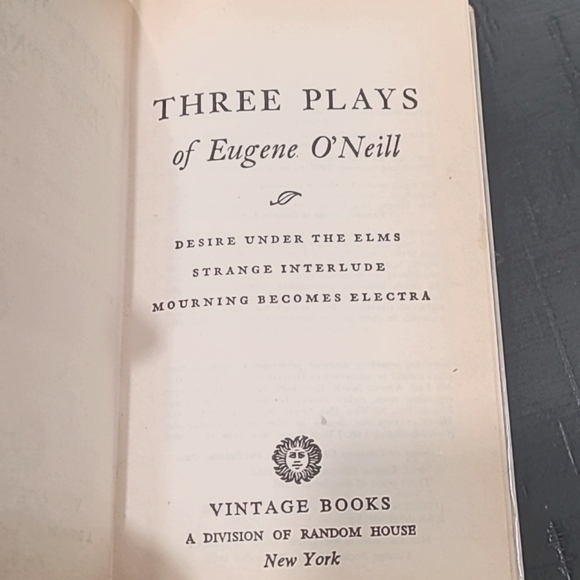 THREE PLAYS
of Eugene O'Neill
DESIRE UNDER THE ELMS
STRANGE INTERLUDE
MOURNING BECOMES ELECTRA
VINTAGE BOOKS
A DIVISION OF RANDOM HOUSE
New York